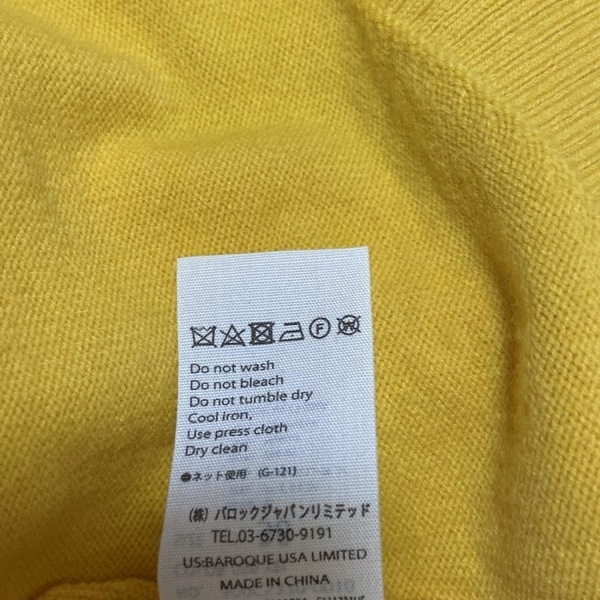 F W
Do not wash
Do not bleach
Do not tumble dry
Cool iron,
Use press cloth
Dry clean
●ネット使用 (G-121)
(株)バロックジャパンリミテッド
TEL.03-6730-9191
US:BAROQUE USA LIMITED
MADE IN CHINA